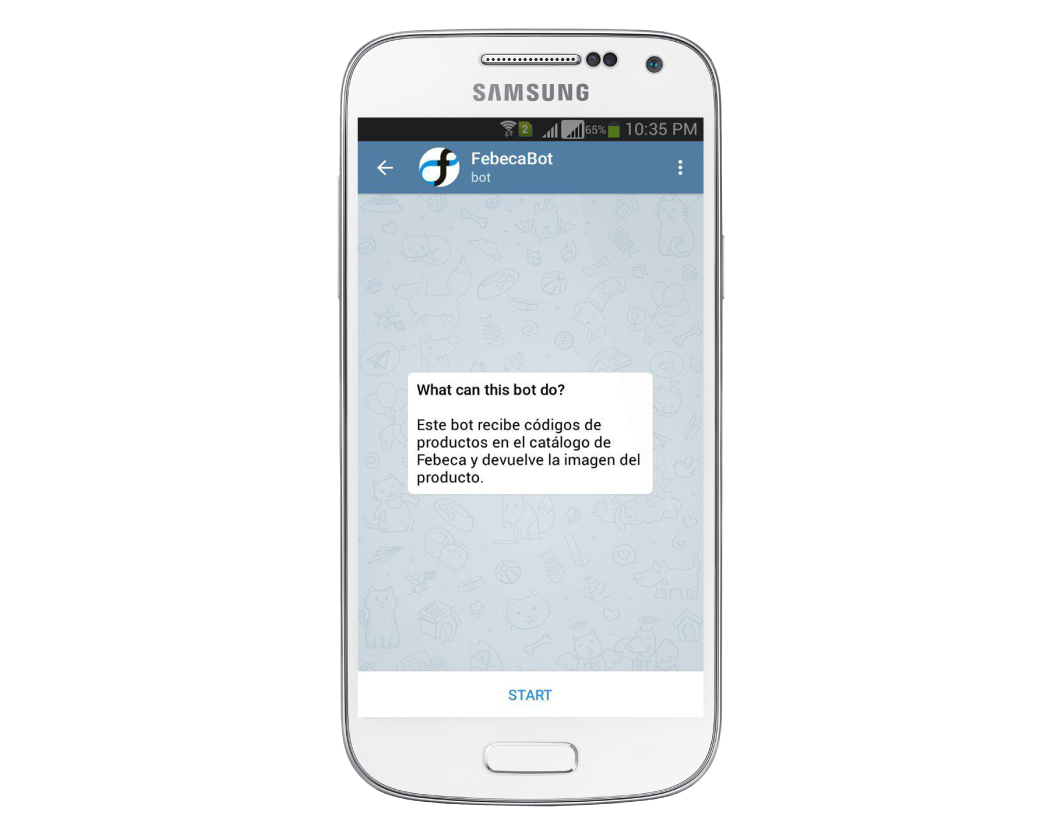 SAMSUNG
2 65% 10:35 PM
FebecaBot
bot
What can this bot do?
Este bot recibe códigos de
productos en el catálogo de
Febeca y devuelve la imagen del
producto.
START